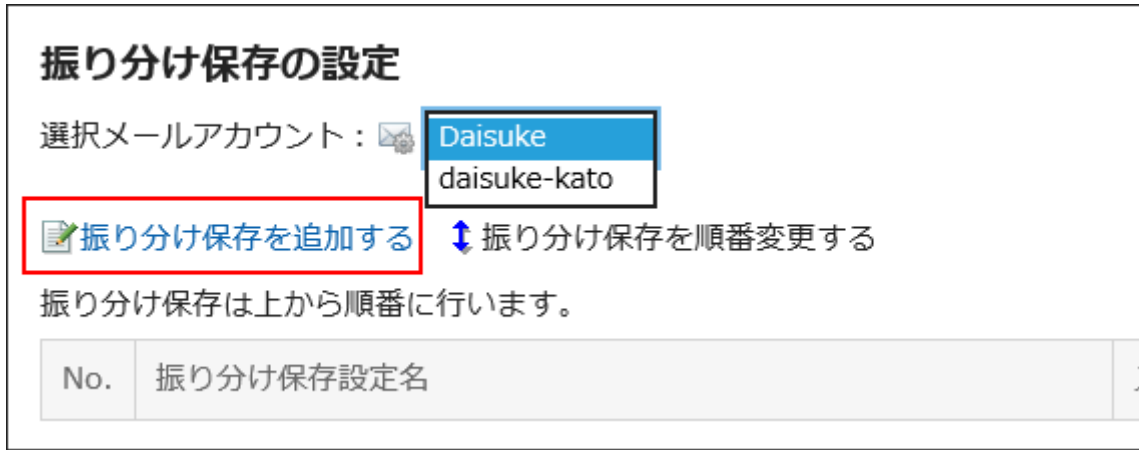 振り分け保存の設定
選択メールアカウント： Daisuke
daisuke-kato
振り分け保存を追加する 振り分け保存を順番変更する
振り分け保存は上から順番に行います。
No. 振り分け保存設定名